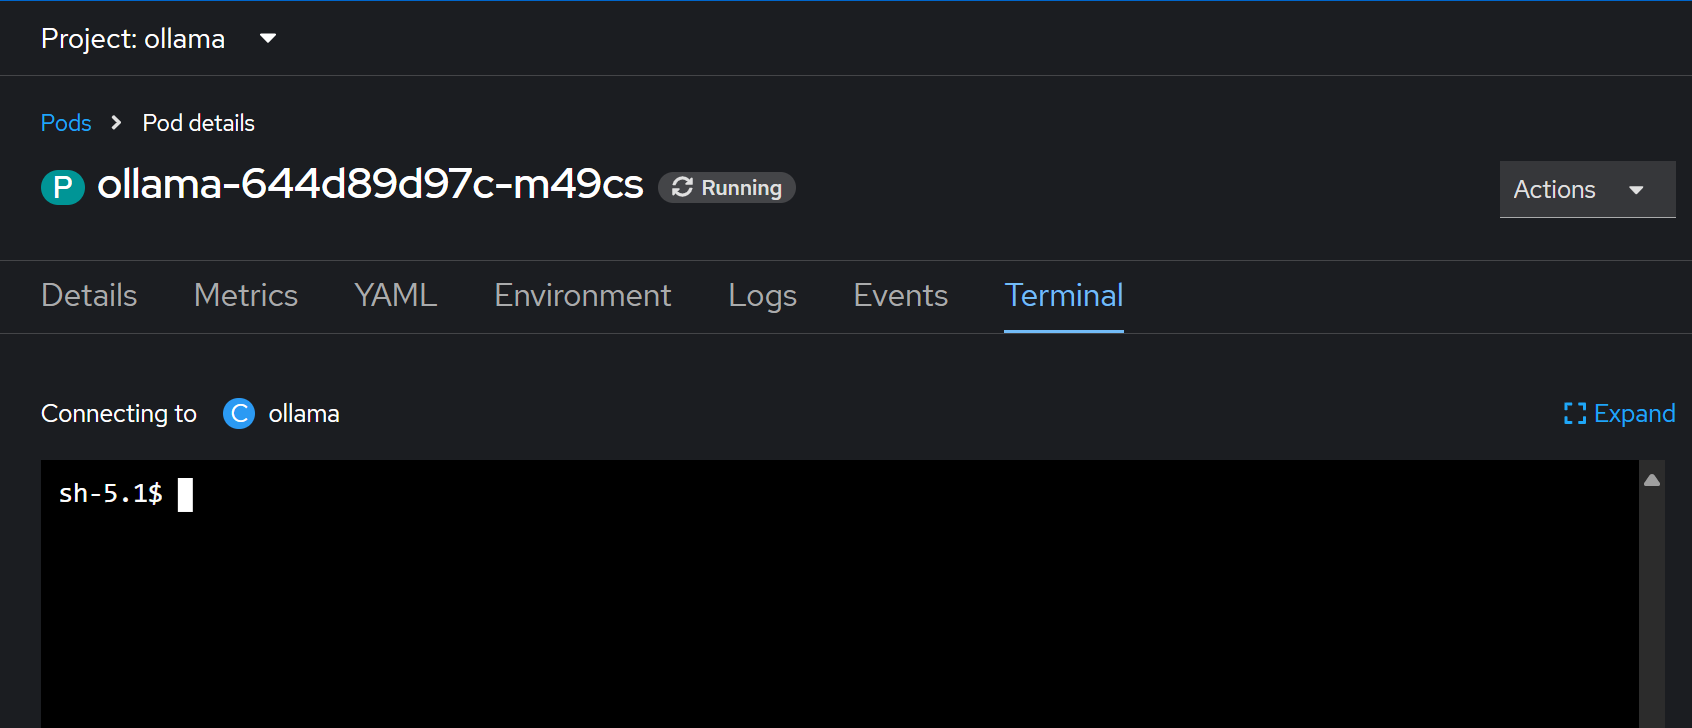 Project: ollama
Pods > Pod details
P ollama-644d89d97c-m49cs Running
Actions
Details Metrics YAML Environment Logs Events Terminal
Connecting to C ollama
Expand
sh-5.1$